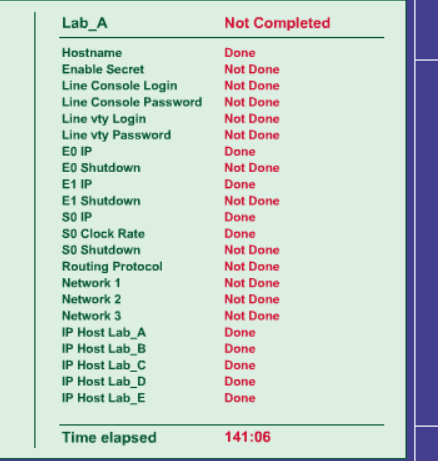 Lab_A Not Completed
Hostname Done
Enable Secret Not Done
Line Console Login Not Done
Line Console Password Not Done
Line vty Login Not Done
Line vty Password Not Done
E0 IP Done
E0 Shutdown Not Done
E1 IP Done
E1 Shutdown Not Done
S0 IP Done
S0 Clock Rate Done
S0 Shutdown Not Done
Routing Protocol Not Done
Network 1 Not Done
Network 2 Not Done
Network 3 Not Done
IP Host Lab_A Done
IP Host Lab_B Done
IP Host Lab_C Done
IP Host Lab_D Done
IP Host Lab_E Done
Time elapsed 141:06